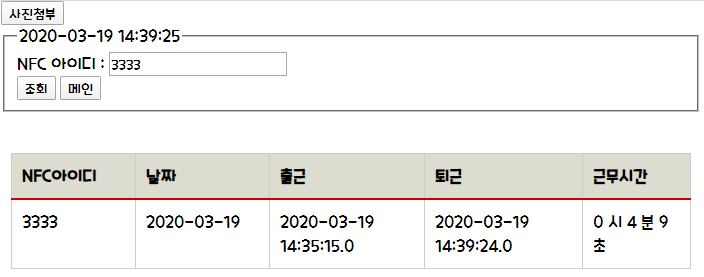 사진첨부
2020-03-19 14:39:25
NFC 아이디 : 3333
조회 메인
NFC아이디 날짜 출근 퇴근 근무시간
3333 2020-03-19 2020-03-19 2020-03-19 0 시 4 분 9
14:35:15.0 14:39:24.0 초